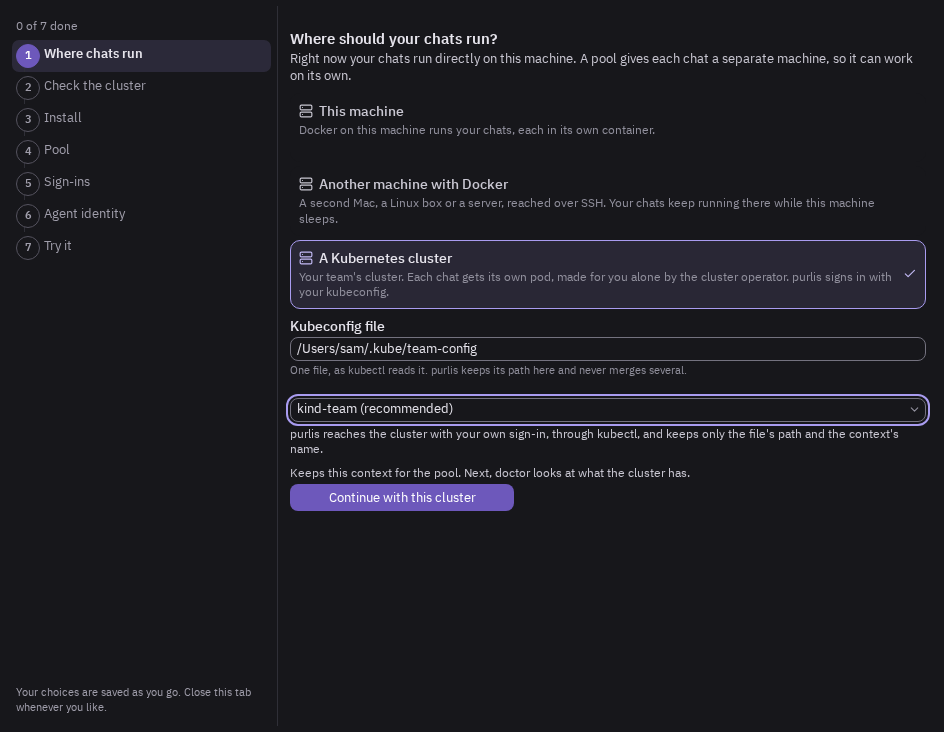 0 of 7 done
1 Where chats run
2 Check the cluster
3 Install
4 Pool
5 Sign-ins
6 Agent identity
7 Try it
Your choices are saved as you go. Close this tab
whenever you like.
Where should your chats run?
Right now your chats run directly on this machine. A pool gives each chat a separate machine, so it can work
on its own.
This machine
Docker on this machine runs your chats, each in its own container.
Another machine with Docker
A second Mac, a Linux box or a server, reached over SSH. Your chats keep running there while this machine
sleeps.
A Kubernetes cluster
Your team's cluster. Each chat gets its own pod, made for you alone by the cluster operator. purlis signs in with
your kubeconfig.
Kubeconfig file
/Users/sam/.kube/team-config
One file, as kubectl reads it. purlis keeps its path here and never merges several.
kind-team (recommended)
purlis reaches the cluster with your own sign-in, through kubectl, and keeps only the file's path and the context's
name.
Keeps this context for the pool. Next, doctor looks at what the cluster has.
Continue with this cluster